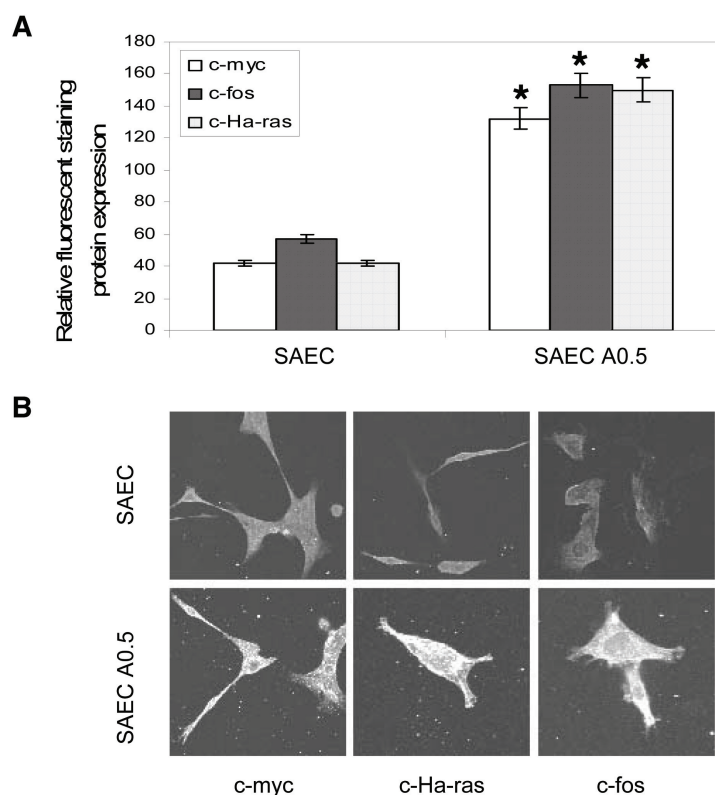 A
Relative fluorescent staining
protein expression
180
160
140
120
100
80
60
40
20
0
c-myc
c-fos
c-Ha-ras
* * *
SAEC SAEC A0.5
B
SAEC
SAEC A0.5
c-myc c-Ha-ras c-fos